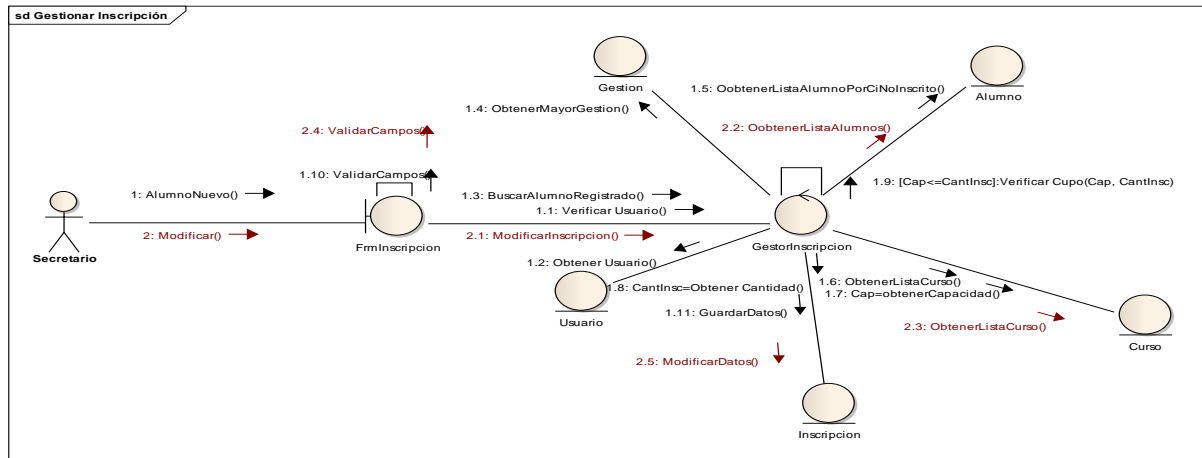 sd Gestionar Inscripción
Gestion
Alumno
1.5: OobtenerListaAlumnoPorCiNoInscrito()
1.4: ObtenerMayorGestion()
2.4: ValidarCampos()
2.2: OobtenerListaAlumnos()
1.10: ValidarCampos()
1.9: [Cap<=CantInsc]:Verificar Cupo(Cap, CantInsc)
1: AlumnoNuevo()
1.3: BuscarAlumnoRegistrado()
1.1: Verificar Usuario()
2: Modificar()
2.1: ModificarInscripcion()
Secretario
FrmInscripcion
GestorInscripcion
1.2: Obtener Usuario()
1.6: ObtenerListaCurso()
1.8: CantInsc=Obtener Cantidad()
1.7: Cap=obtenerCapacidad()
1.11: GuardarDatos()
Usuario
2.3: ObtenerListaCurso()
Curso
2.5: ModificarDatos()
Inscripcion